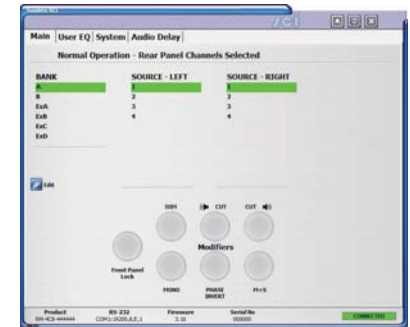 Main User EQ System Audio Delay
Normal Operation - Rear Panel Channels Selected
BANK SOURCE - LEFT SOURCE - RIGHT
A 1 1
B 2 2
ExA 3 3
ExB 4 4
ExC
ExD
Edit
DIM CUT CUT
Modifiers
Front Panel
Lock
MONO PHASE
INVERT M+S
Product RS-232 Firmware Serial No
000000 CONNECTED